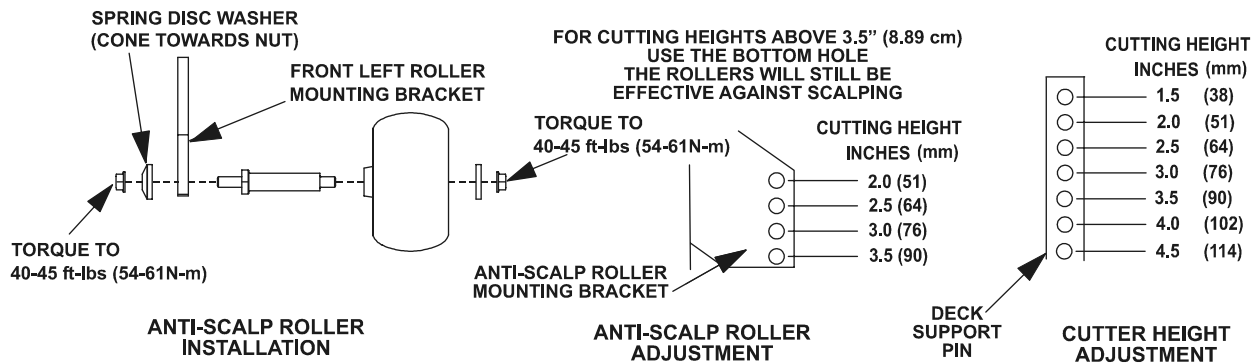 SPRING DISC WASHER
(CONE TOWARDS NUT)
FRONT LEFT ROLLER
MOUNTING BRACKET
TORQUE TO
40-45 ft-lbs (54-61N-m)
TORQUE TO
40-45 ft-lbs (54-61N-m)
ANTI-SCALP ROLLER
INSTALLATION
FOR CUTTING HEIGHTS ABOVE 3.5” (8.89 cm)
USE THE BOTTOM HOLE
THE ROLLERS WILL STILL BE
EFFECTIVE AGAINST SCALPING
CUTTING HEIGHT
INCHES (mm)
2.0 (51)
2.5 (64)
3.0 (76)
3.5 (90)
ANTI-SCALP ROLLER
MOUNTING BRACKET
ANTI-SCALP ROLLER
ADJUSTMENT
CUTTING HEIGHT
INCHES (mm)
1.5 (38)
2.0 (51)
2.5 (64)
3.0 (76)
3.5 (90)
4.0 (102)
4.5 (114)
DECK
SUPPORT
PIN
CUTTER HEIGHT
ADJUSTMENT